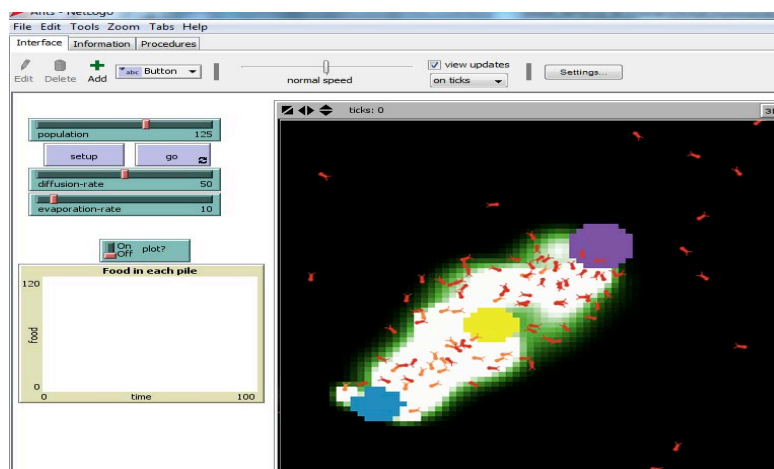 Ants - NetLogo
File Edit Tools Zoom Tabs Help
Interface Information Procedures
Edit Delete Add abc Button normal speed view updates on ticks Settings...
ticks: 0
population 125
setup go
diffusion-rate 50
evaporation-rate 10
On
Off plot?
Food in each pile
120
food
0
0 time 100